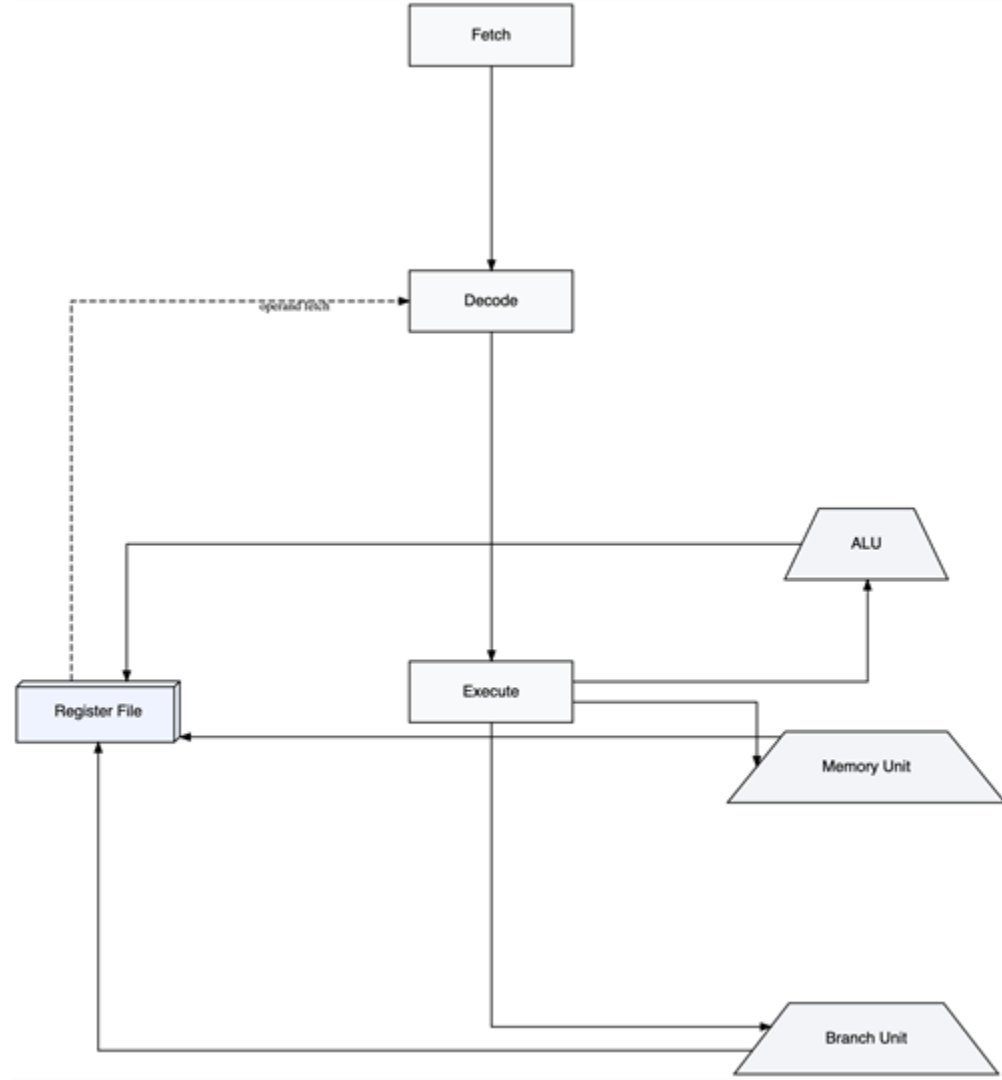 Fetch
Decode
operand fetch
ALU
Register File
Execute
Memory Unit
Branch Unit